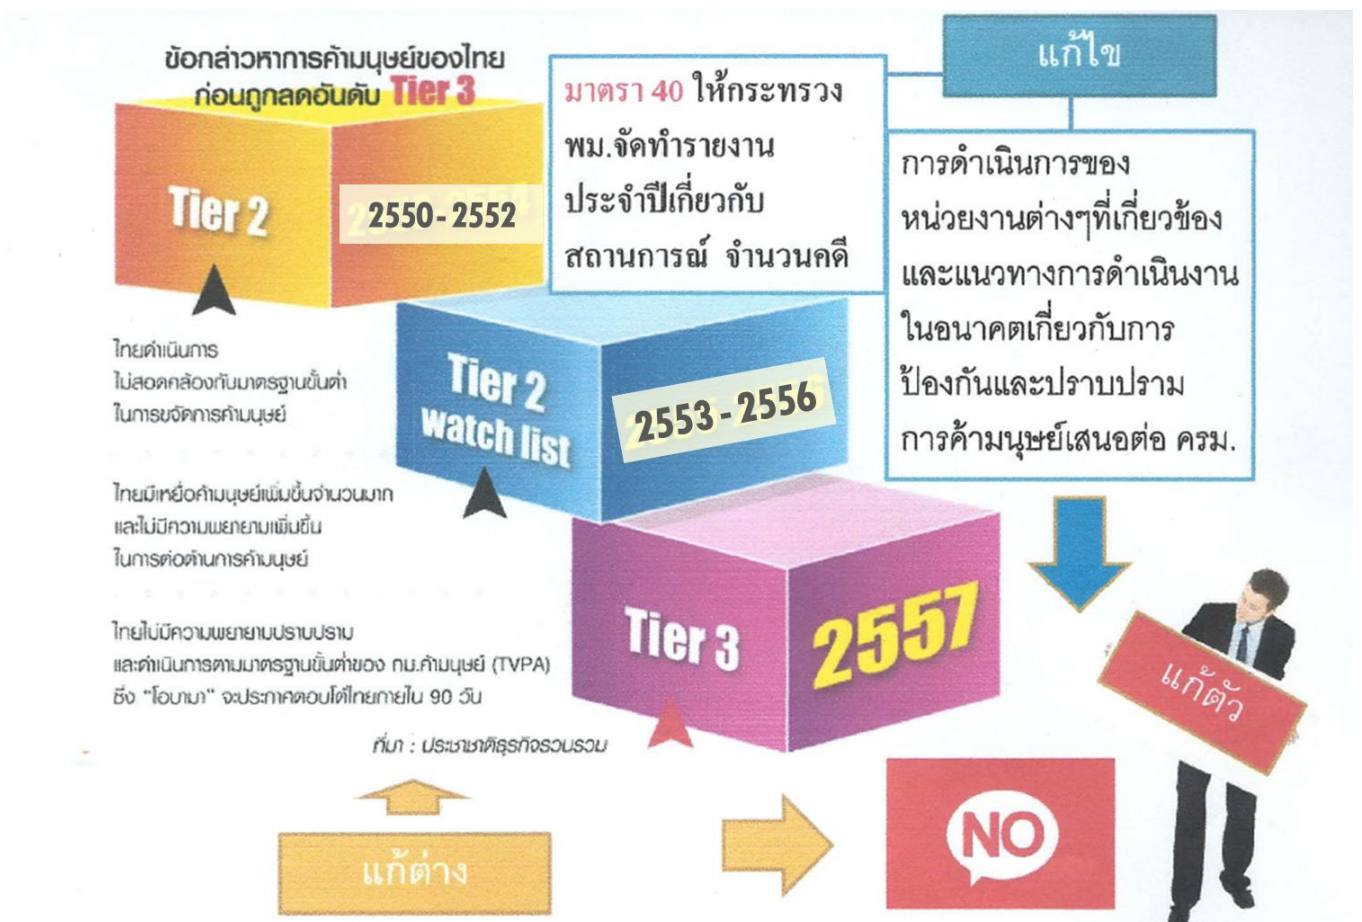 ข้อกล่าวหาการค้ามนุษย์ของไทย
ก่อนถูกลดอันดับ Tier 3
Tier 2
2550 - 2552
ไทยดำเนินการ
ไม่สอดคล้องกับมาตรฐานขั้นต่ำ
ในการขจัดการค้ามนุษย์
Tier 2
watch list
2553 - 2556
ไทยมีเหยื่อค้ามนุษย์เพิ่มขึ้นจำนวนมาก
และไม่มีความพยายามเพิ่มขึ้น
ในการต่อต้านการค้ามนุษย์
Tier 3
2557
ไทยไม่มีความพยายามปราบปราม
และดำเนินการตามมาตรฐานขั้นต่ำของ กม.ค้ามนุษย์ (TVPA)
ซึ่ง “โอบามา” จะประกาศตอบโต้ไทยภายใน 90 วัน
ที่มา : ประชาชาติธุรกิจรวบรวม
แก้ไข
มาตรา 40 ให้กระทรวง
พม.จัดทำรายงาน
ประจำปีเกี่ยวกับ
สถานการณ์ จำนวนคดี
การดำเนินการของ
หน่วยงานต่างๆที่เกี่ยวข้อง
และแนวทางการดำเนินงาน
ในอนาคตเกี่ยวกับการ
ป้องกันและปราบปราม
การค้ามนุษย์เสนอต่อ ครม.
แก้ตัว
แก้ต่าง
NO